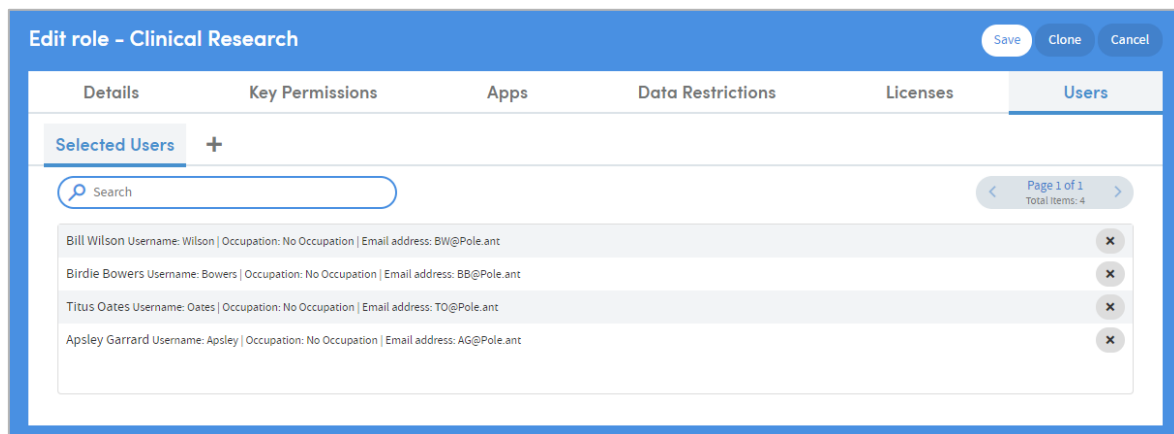 Edit role - Clinical Research
Save Clone Cancel
Details Key Permissions Apps Data Restrictions Licenses Users
Selected Users +
Search
Page 1 of 1
Total Items: 4
Bill Wilson Username: Wilson | Occupation: No Occupation | Email address: BW@Pole.ant
Birdie Bowers Username: Bowers | Occupation: No Occupation | Email address: BB@Pole.ant
Titus Oates Username: Oates | Occupation: No Occupation | Email address: TO@Pole.ant
Apsley Garrard Username: Apsley | Occupation: No Occupation | Email address: AG@Pole.ant